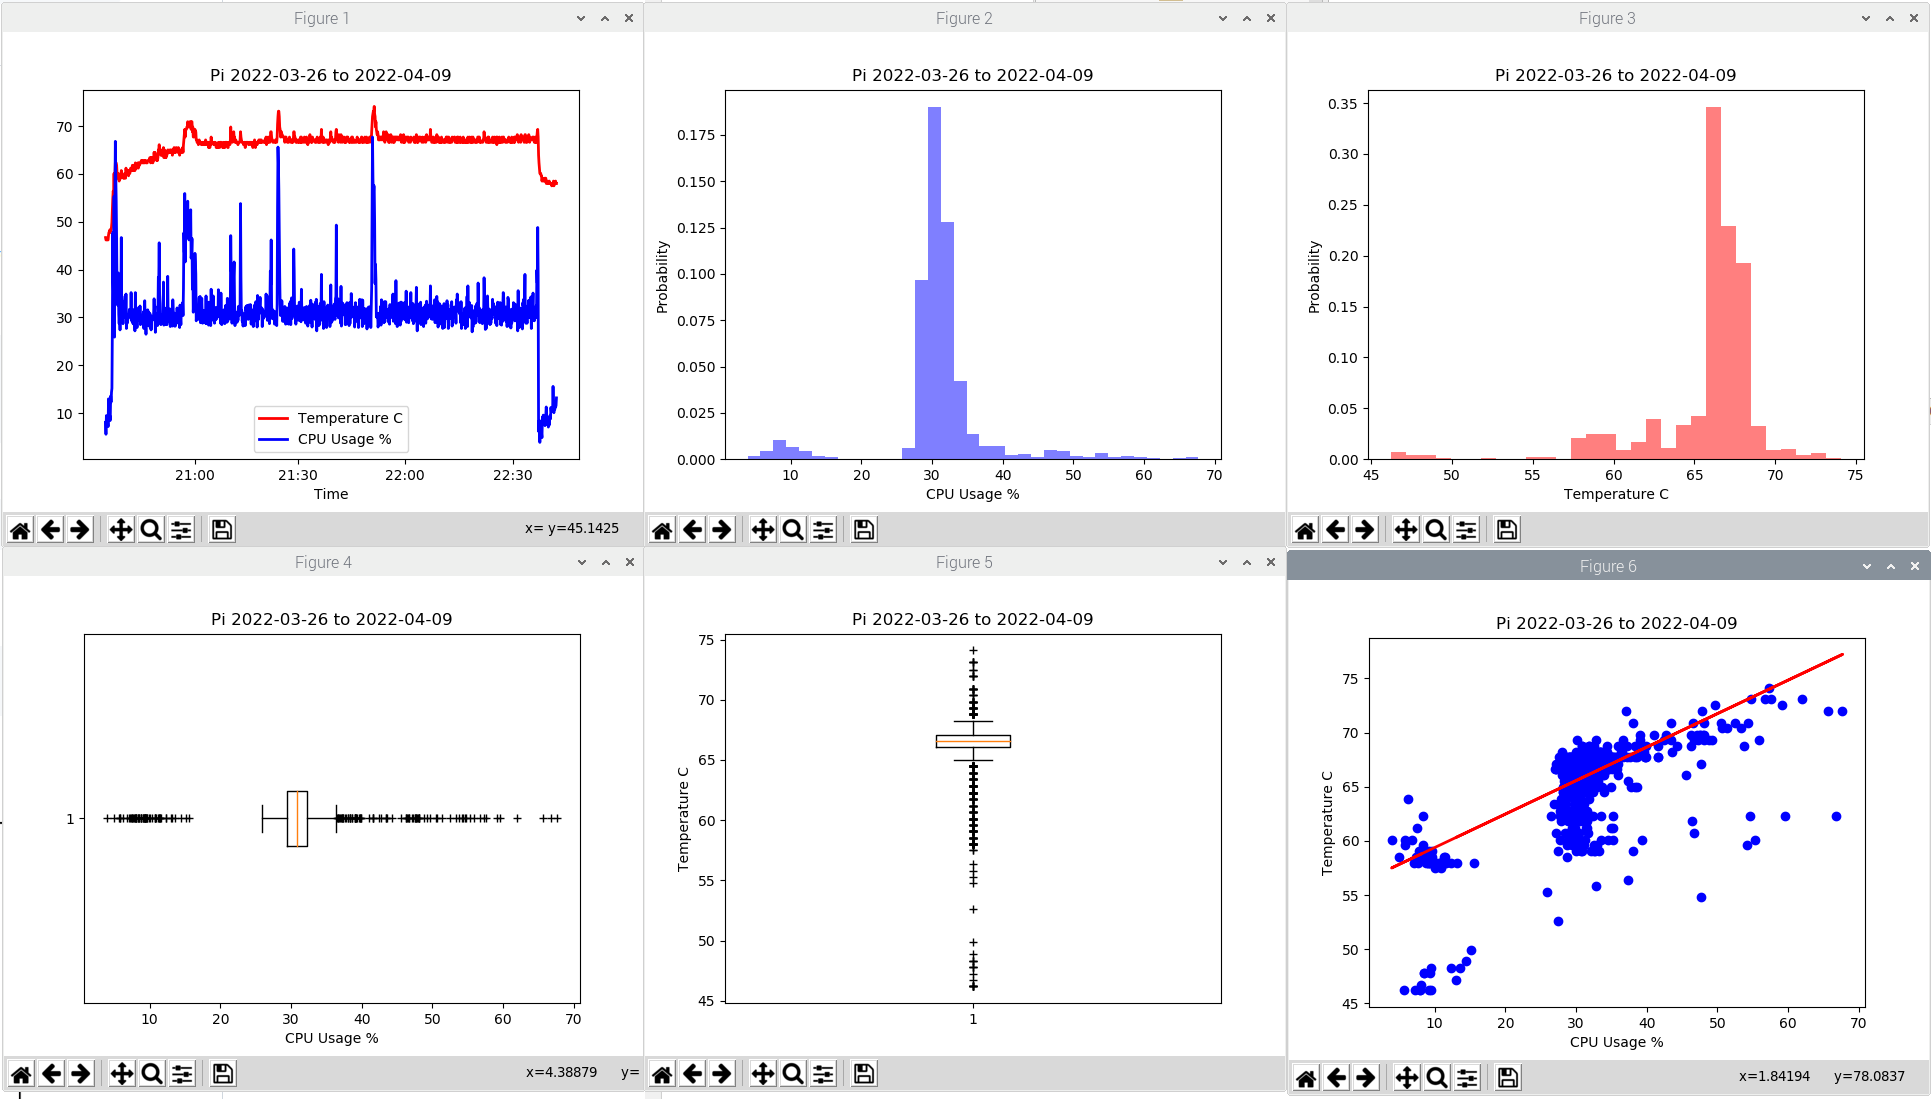 Figure 1
Pi 2022-03-26 to 2022-04-09
70
60
50
40
30
20
10
Temperature C
CPU Usage %
21:00 21:30 22:00 22:30
Time
x= y=45.1425
Figure 2
Pi 2022-03-26 to 2022-04-09
Probability
0.175
0.150
0.125
0.100
0.075
0.050
0.025
0.000
10 20 30 40 50 60 70
CPU Usage %
Figure 3
Pi 2022-03-26 to 2022-04-09
Probability
0.35
0.30
0.25
0.20
0.15
0.10
0.05
0.00
45 50 55 60 65 70 75
Temperature C
Figure 4
Pi 2022-03-26 to 2022-04-09
1
10 20 30 40 50 60 70
CPU Usage %
x=4.38879 y=
Figure 5
Pi 2022-03-26 to 2022-04-09
Temperature C
75
70
65
60
55
50
45
1
Figure 6
Pi 2022-03-26 to 2022-04-09
Temperature C
75
70
65
60
55
50
45
10 20 30 40 50 60 70
CPU Usage %
x=1.84194 y=78.0837